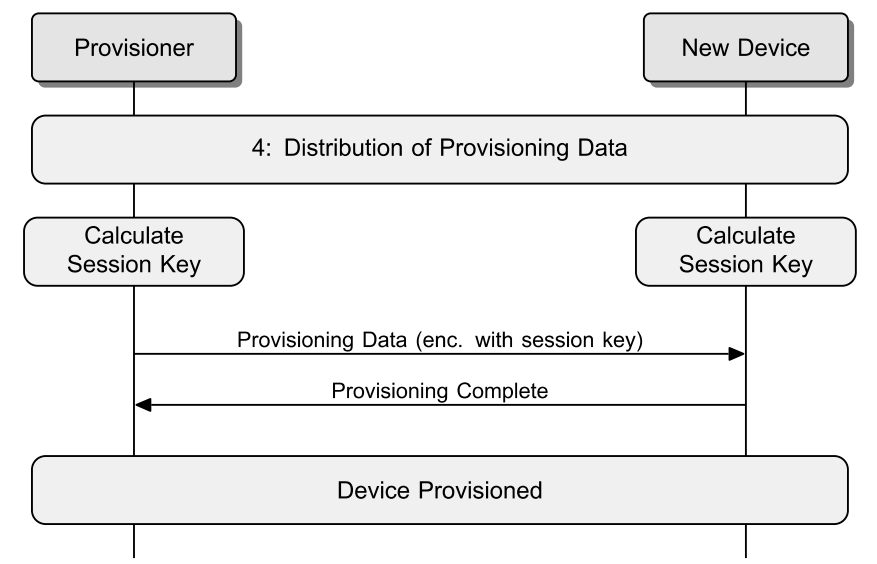 Provisioner
New Device
4: Distribution of Provisioning Data
Calculate
Session Key
Calculate
Session Key
Provisioning Data (enc. with session key)
Provisioning Complete
Device Provisioned